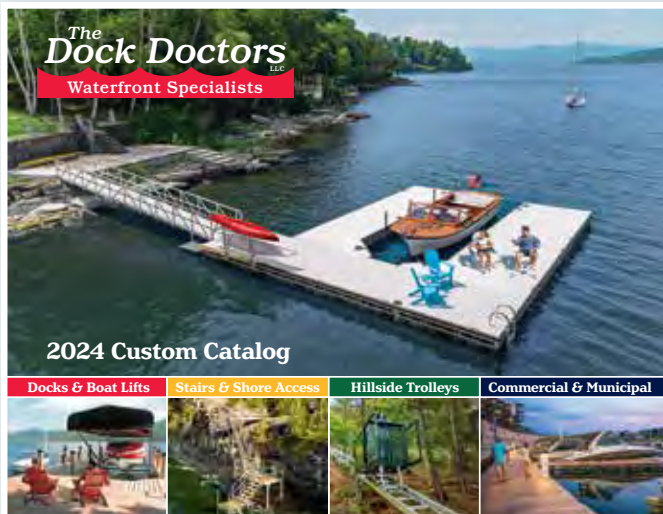 The
Dock Doctors
LLC
Waterfront Specialists
2024 Custom Catalog
Docks & Boat Lifts
Stairs & Shore Access
Hillside Trolleys
Commercial & Municipal